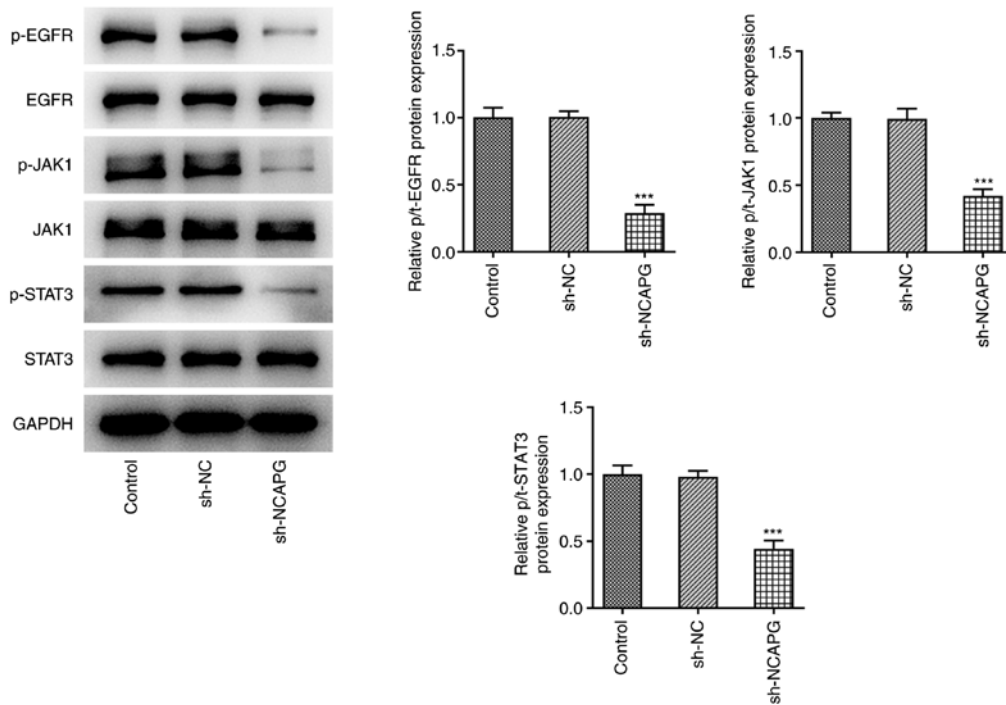 p-EGFR
EGFR
p-JAK1
JAK1
p-STAT3
STAT3
GAPDH
Control
sh-NC
sh-NCAPG
Relative p/t-EGFR protein expression
1.5
1.0
0.5
0.0
***
Control
sh-NC
sh-NCAPG
Relative p/t-JAK1 protein expression
1.5
1.0
0.5
0.0
***
Control
sh-NC
sh-NCAPG
Relative p/t-STAT3
protein expression
1.5
1.0
0.5
0.0
***
Control
sh-NC
sh-NCAPG